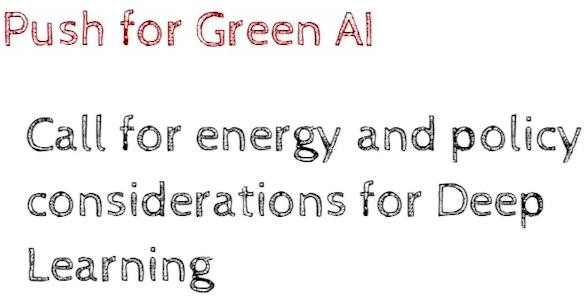 Push for Green AI
Call for energy and policy
considerations for Deep
Learning